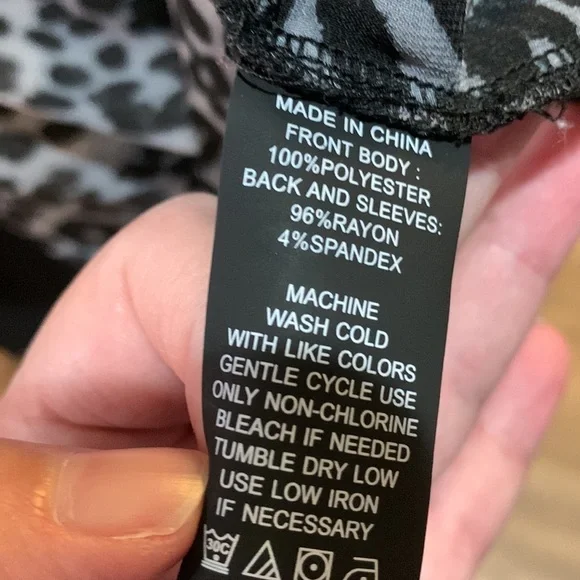 MADE IN CHINA
FRONT BODY :
100%POLYESTER
BACK AND SLEEVES:
96%RAYON
4%SPANDEX
MACHINE
WASH COLD
WITH LIKE COLORS
GENTLE CYCLE USE
ONLY NON-CHLORINE
BLEACH IF NEEDED
TUMBLE DRY LOW
USE LOW IRON
IF NECESSARY
30C